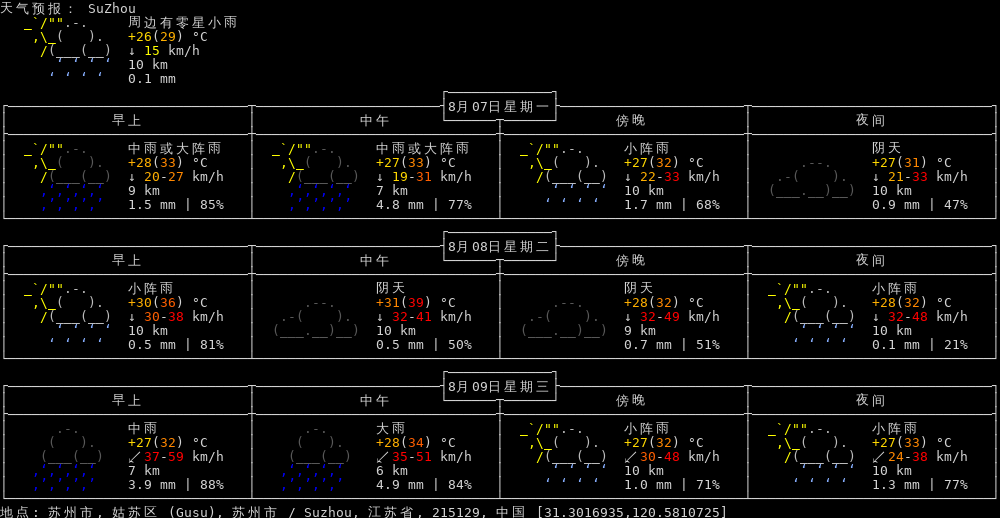 天气预报: SuZhou
周边有零星小雨
+26(29) °C
↓ 15 km/h
10 km
0.1 mm
8月07日星期一
早上 中午 傍晚 夜间
中雨或大阵雨 中雨或大阵雨 小阵雨 阴天
+28(33) °C +27(33) °C +27(32) °C +27(31) °C
↓ 20-27 km/h ↓ 19-31 km/h ↓ 22-33 km/h ↓ 21-33 km/h
9 km 7 km 10 km 10 km
1.5 mm | 85% 4.8 mm | 77% 1.7 mm | 68% 0.9 mm | 47%
8月08日星期二
早上 中午 傍晚 夜间
小阵雨 阴天 阴天 小阵雨
+30(36) °C +31(39) °C +28(32) °C +28(32) °C
↓ 30-38 km/h ↓ 32-41 km/h ↓ 32-49 km/h ↓ 32-48 km/h
10 km 10 km 9 km 10 km
0.5 mm | 81% 0.5 mm | 50% 0.7 mm | 51% 0.1 mm | 21%
8月09日星期三
早上 中午 傍晚 夜间
中雨 大雨 小阵雨 小阵雨
+27(32) °C +28(34) °C +27(32) °C +27(33) °C
↙ 37-59 km/h ↙ 35-51 km/h ↙ 30-48 km/h ↙ 24-38 km/h
7 km 6 km 10 km 10 km
3.9 mm | 88% 4.9 mm | 84% 1.0 mm | 71% 1.3 mm | 77%
地点: 苏州市, 姑苏区 (Gusu), 苏州市 / Suzhou, 江苏省, 215129, 中国 [31.3016935,120.5810725]